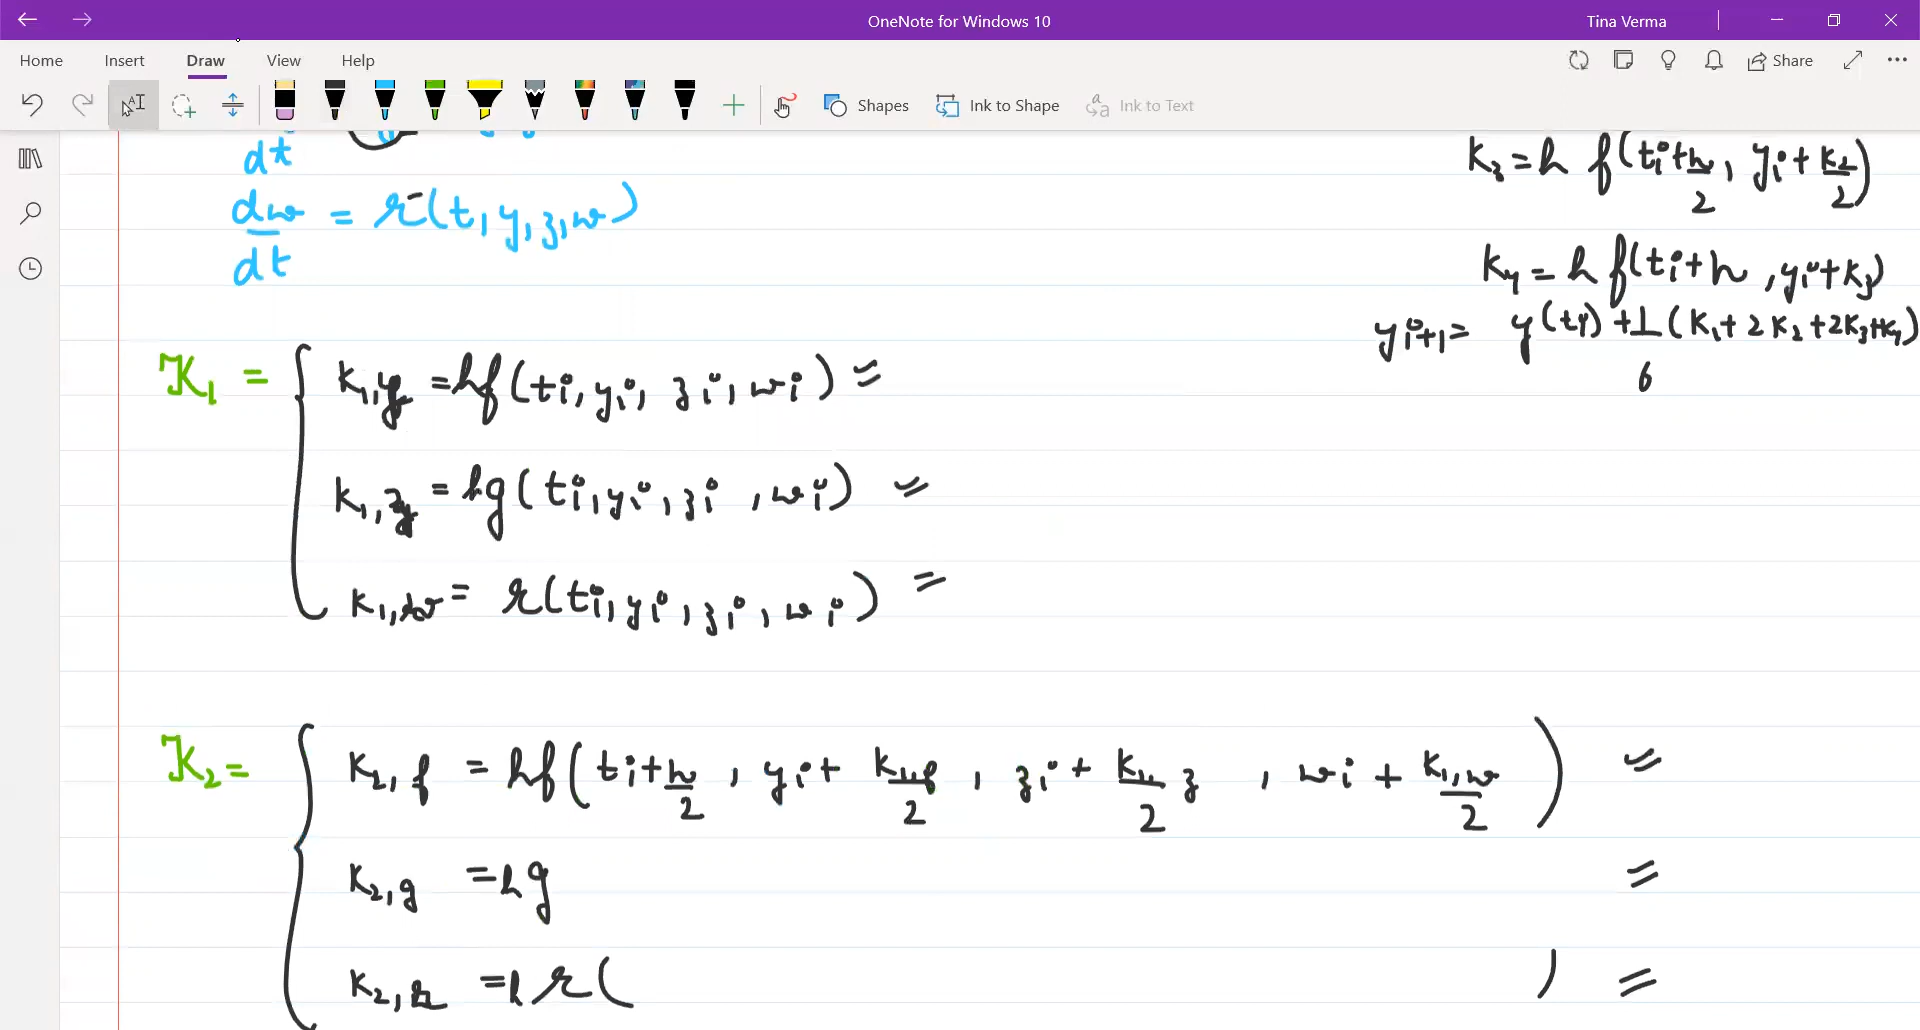 OneNote for Windows 10
Tina Verma
Home Insert Draw View Help
Share
Shapes Ink to Shape Ink to Text
dt
dw/dt = r(t, y, z, w)
K₃ = h f(ti + h/2, yi + K₂/2)
K₄ = h f(ti + h, yi + K₃)
yi+1 = y(ti) + 1/6 (K₁ + 2K₂ + 2K₃ + K₄)
K₁ =
K₁,y = hf(ti, yi, zi, wi) =
K₁,z = hg(ti, yi, zi, wi) =
K₁,w = r(ti, yi, zi, wi) =
K₂ =
K₂,f = hf(ti + h/2, yi + K₁,f/2, zi + K₁,z/2, wi + K₁,w/2) =
K₂,g = hg =
K₂,r = h r( ) =